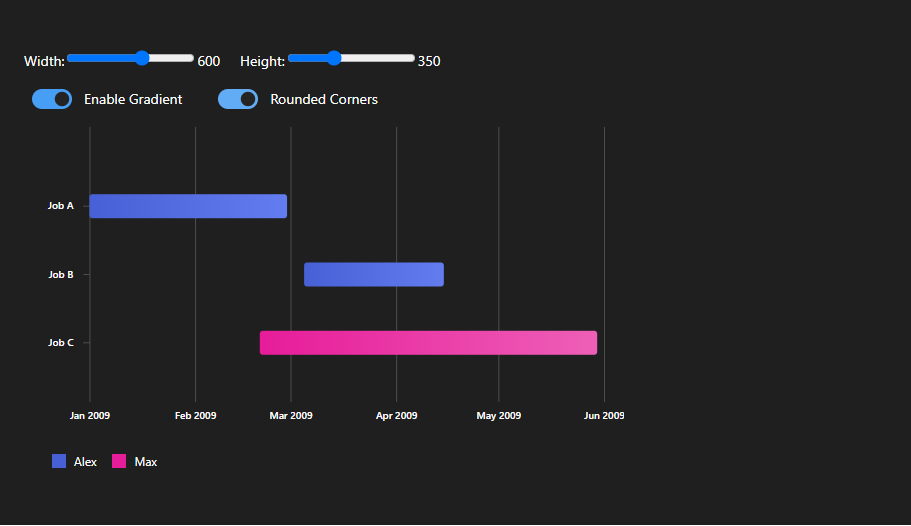 Width: 600 Height: 350
Enable Gradient Rounded Corners
Job A
Job B
Job C
Jan 2009 Feb 2009 Mar 2009 Apr 2009 May 2009 Jun 2009
Alex Max